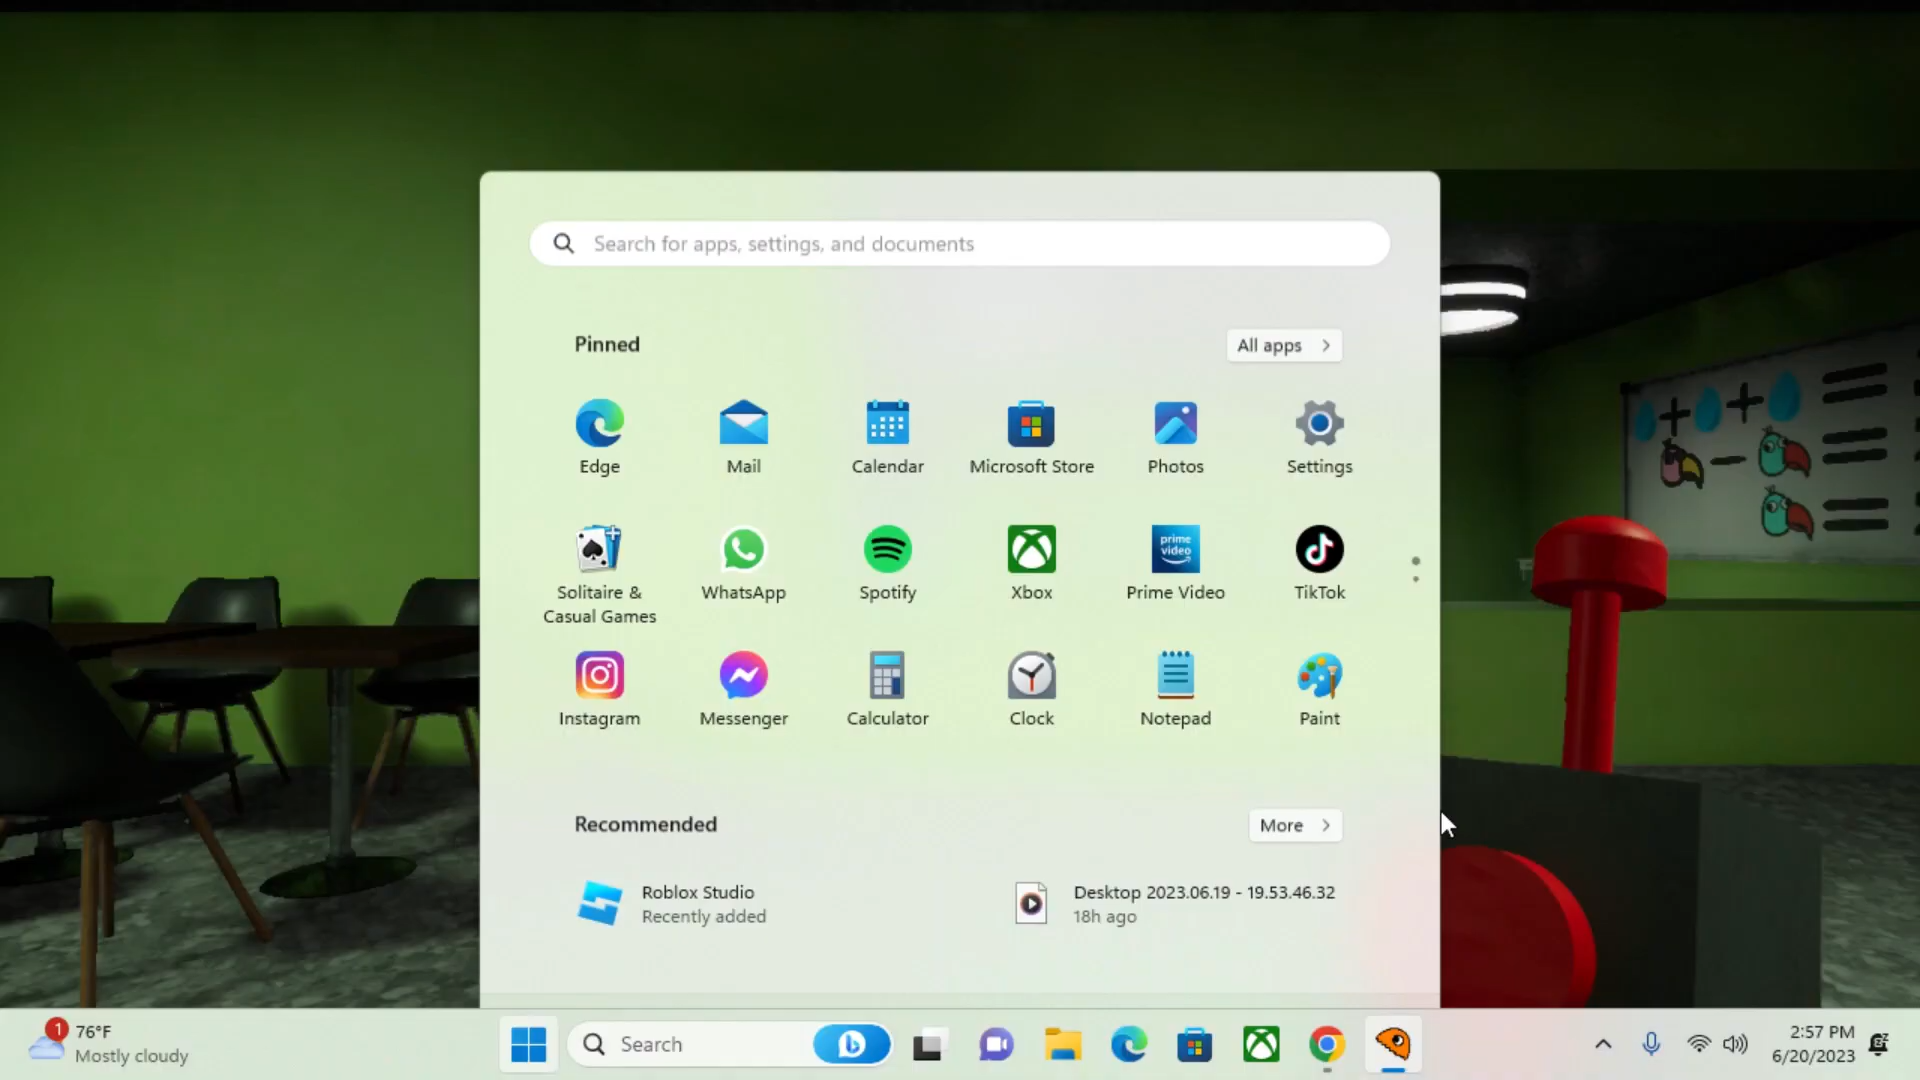 Search for apps, settings, and documents
Pinned
All apps
Edge
Mail
Calendar
Microsoft Store
Photos
Settings
prime
video
Solitaire &
Casual Games
WhatsApp
Spotify
Xbox
Prime Video
TikTok
Instagram
Messenger
Calculator
Clock
Notepad
Paint
Recommended
More
Roblox Studio
Recently added
Desktop 2023.06.19 - 19.53.46.32
18h ago
1
76°F
Mostly cloudy
Search
2:57 PM
6/20/2023